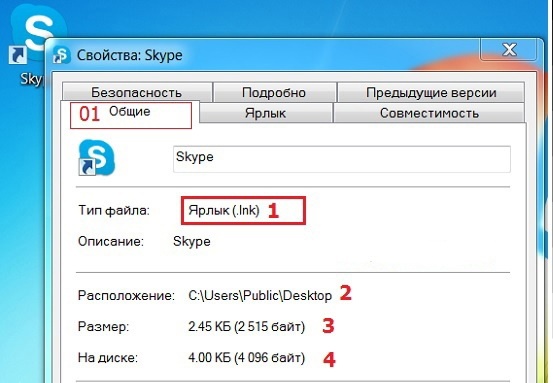 Skype
Свойства: Skype
Безопасность Подробно Предыдущие версии
01 Общие Ярлык Совместимость
Skype
Тип файла: Ярлык (.lnk) 1
Описание: Skype
Расположение: C:\Users\Public\Desktop 2
Размер: 2.45 КБ (2 515 байт) 3
На диске: 4.00 КБ (4 096 байт) 4